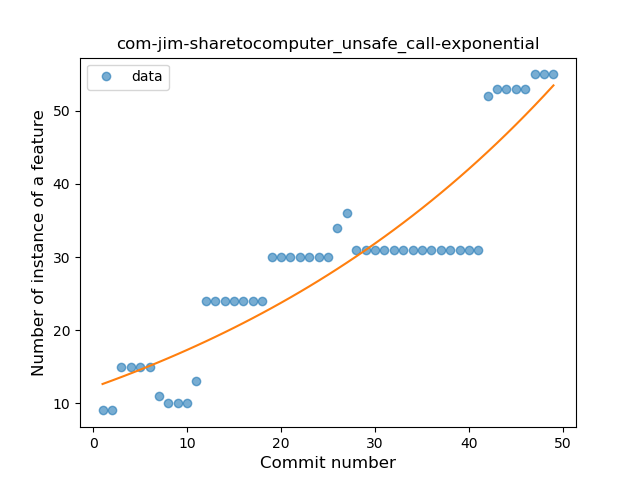 com-jim-sharetocomputer_unsafe_call-exponential
data
Number of instance of a feature
50
40
30
20
10
0 10 20 30 40 50
Commit number